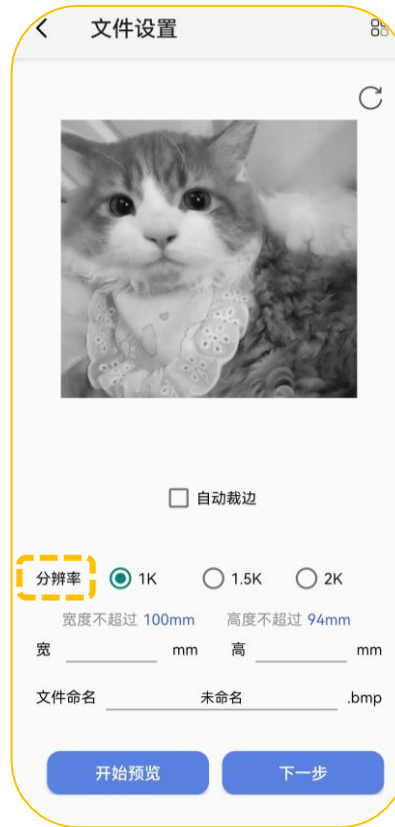 文件设置
自动裁边
分辨率 1K 1.5K 2K
宽度不超过 100mm 高度不超过 94mm
宽 mm 高 mm
文件命名 未命名 .bmp
开始预览 下一步